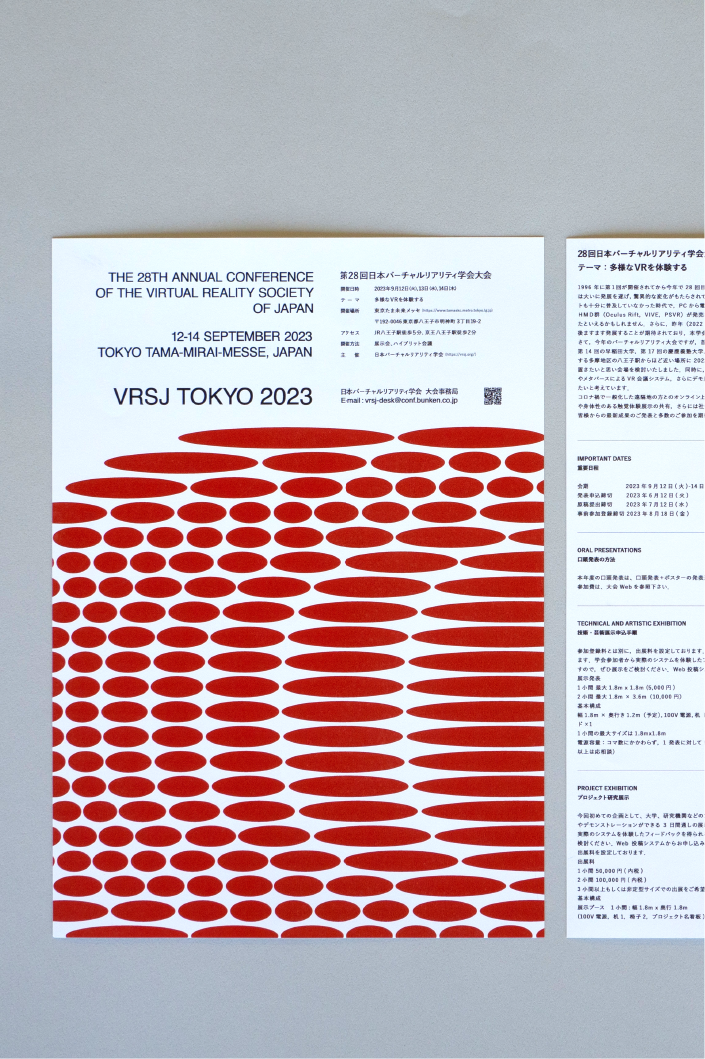 THE 28TH ANNUAL CONFERENCE
OF THE VIRTUAL REALITY SOCIETY
OF JAPAN
12-14 SEPTEMBER 2023
TOKYO TAMA-MIRAI-MESSE, JAPAN
VRSJ TOKYO 2023
第28回日本バーチャルリアリティ学会大会
開催日時 2023年9月12日(火),13日(水),14日(木)
テーマ 多様なVRを体験する
開催場所 東京たま未来メッセ
〒192-0046 東京都八王子市明神町3丁目19-2
アクセス JR八王子駅徒歩5分、京王八王子駅徒歩2分
開催方法 展示会、ハイブリット会議
主 催 日本バーチャルリアリティ学会
日本バーチャルリアリティ学会 大会事務局
E-mail : vrsj-desk@conf.bunken.co.jp
28回日本バーチャルリアリティ学会
テーマ：多様なVRを体験する
1996 年に第1回が開催されてから今年で 28 回目
は大いに発展を遂げ、驚異的な変化がもたらされて
トも十分に普及していなかった時代で、PC から電
HMD群 (Oculus Rift, VIVE, PSVR) が発売
たといえるかもしれません。さらに、昨年 (2022
後ますます発展することが期待されており、本学
さて、今年のバーチャルリアリティ大会ですが、
第 14 回の早稲田大学、第 17 回の慶應義塾大学
する多摩地区の八王子駅からほど近い場所に 202
置きたいと思い会場を検討いたしました。同時に、
やメタバースによる VR 会議システム、さらにデモ
たいと考えています。
コロナ禍で一般化した遠隔地の方とのオンライン
や身体性のある触覚体験展示の共有、さらには社
皆様からの最新成果のご発表と多数のご参加を
IMPORTANT DATES
重要日程
会期 2023 年 9 月 12 日 ( 火 )-14 日
発表申込締切 2023 年 6 月 12 日 ( 火 )
原稿提出締切 2023 年 7 月 12 日 ( 水 )
事前参加登録締切 2023 年 8 月 18 日 ( 金 )
ORAL PRESENTATIONS
口頭発表の方法
本年度の口頭発表は、口頭発表＋ポスターの発表
参加費は、大会 Web を参照下さい.
TECHNICAL AND ARTISTIC EXHIBITION
技術・芸術展示申込手順
参加登録料とは別に、出展料を設定しております.
ます. 学会参加者から実際のシステムを体験した
すので、ぜひ展示をご検討ください. Web 投稿シ
展示発表
1 小間 最大 1.8m x 1.8m (5,000 円 )
2 小間 最大 1.8m × 3.6m (10,000 円)
基本構成
幅 1.8m × 奥行き 1.2m (予定), 100V 電源, 机
ド ×1
1 小間の最大サイズは 1.8mx1.8m
電源容量：コマ数にかかわらず、1 発表に対して
以上は応相談)
PROJECT EXHIBITION
プロジェクト研究展示
今回初めての企画として、大学、研究機関などの
やデモンストレーションができる 3 日間通しの展
実際のシステムを体験したフィードバックを得られ
検討ください. Web 投稿システムからお申し込み
出展料を設定しております.
出展料
1 小間 50,000 円 ( 内税 )
2 小間 100,000 円 ( 内税 )
3 小間以上もしくは非定型サイズでの出展をご希望
基本構成
展示ブース 1 小間 : 幅 1.8m x 奥行 1.8m
(100V 電源, 机 1, 椅子 2, プロジェクト名看板